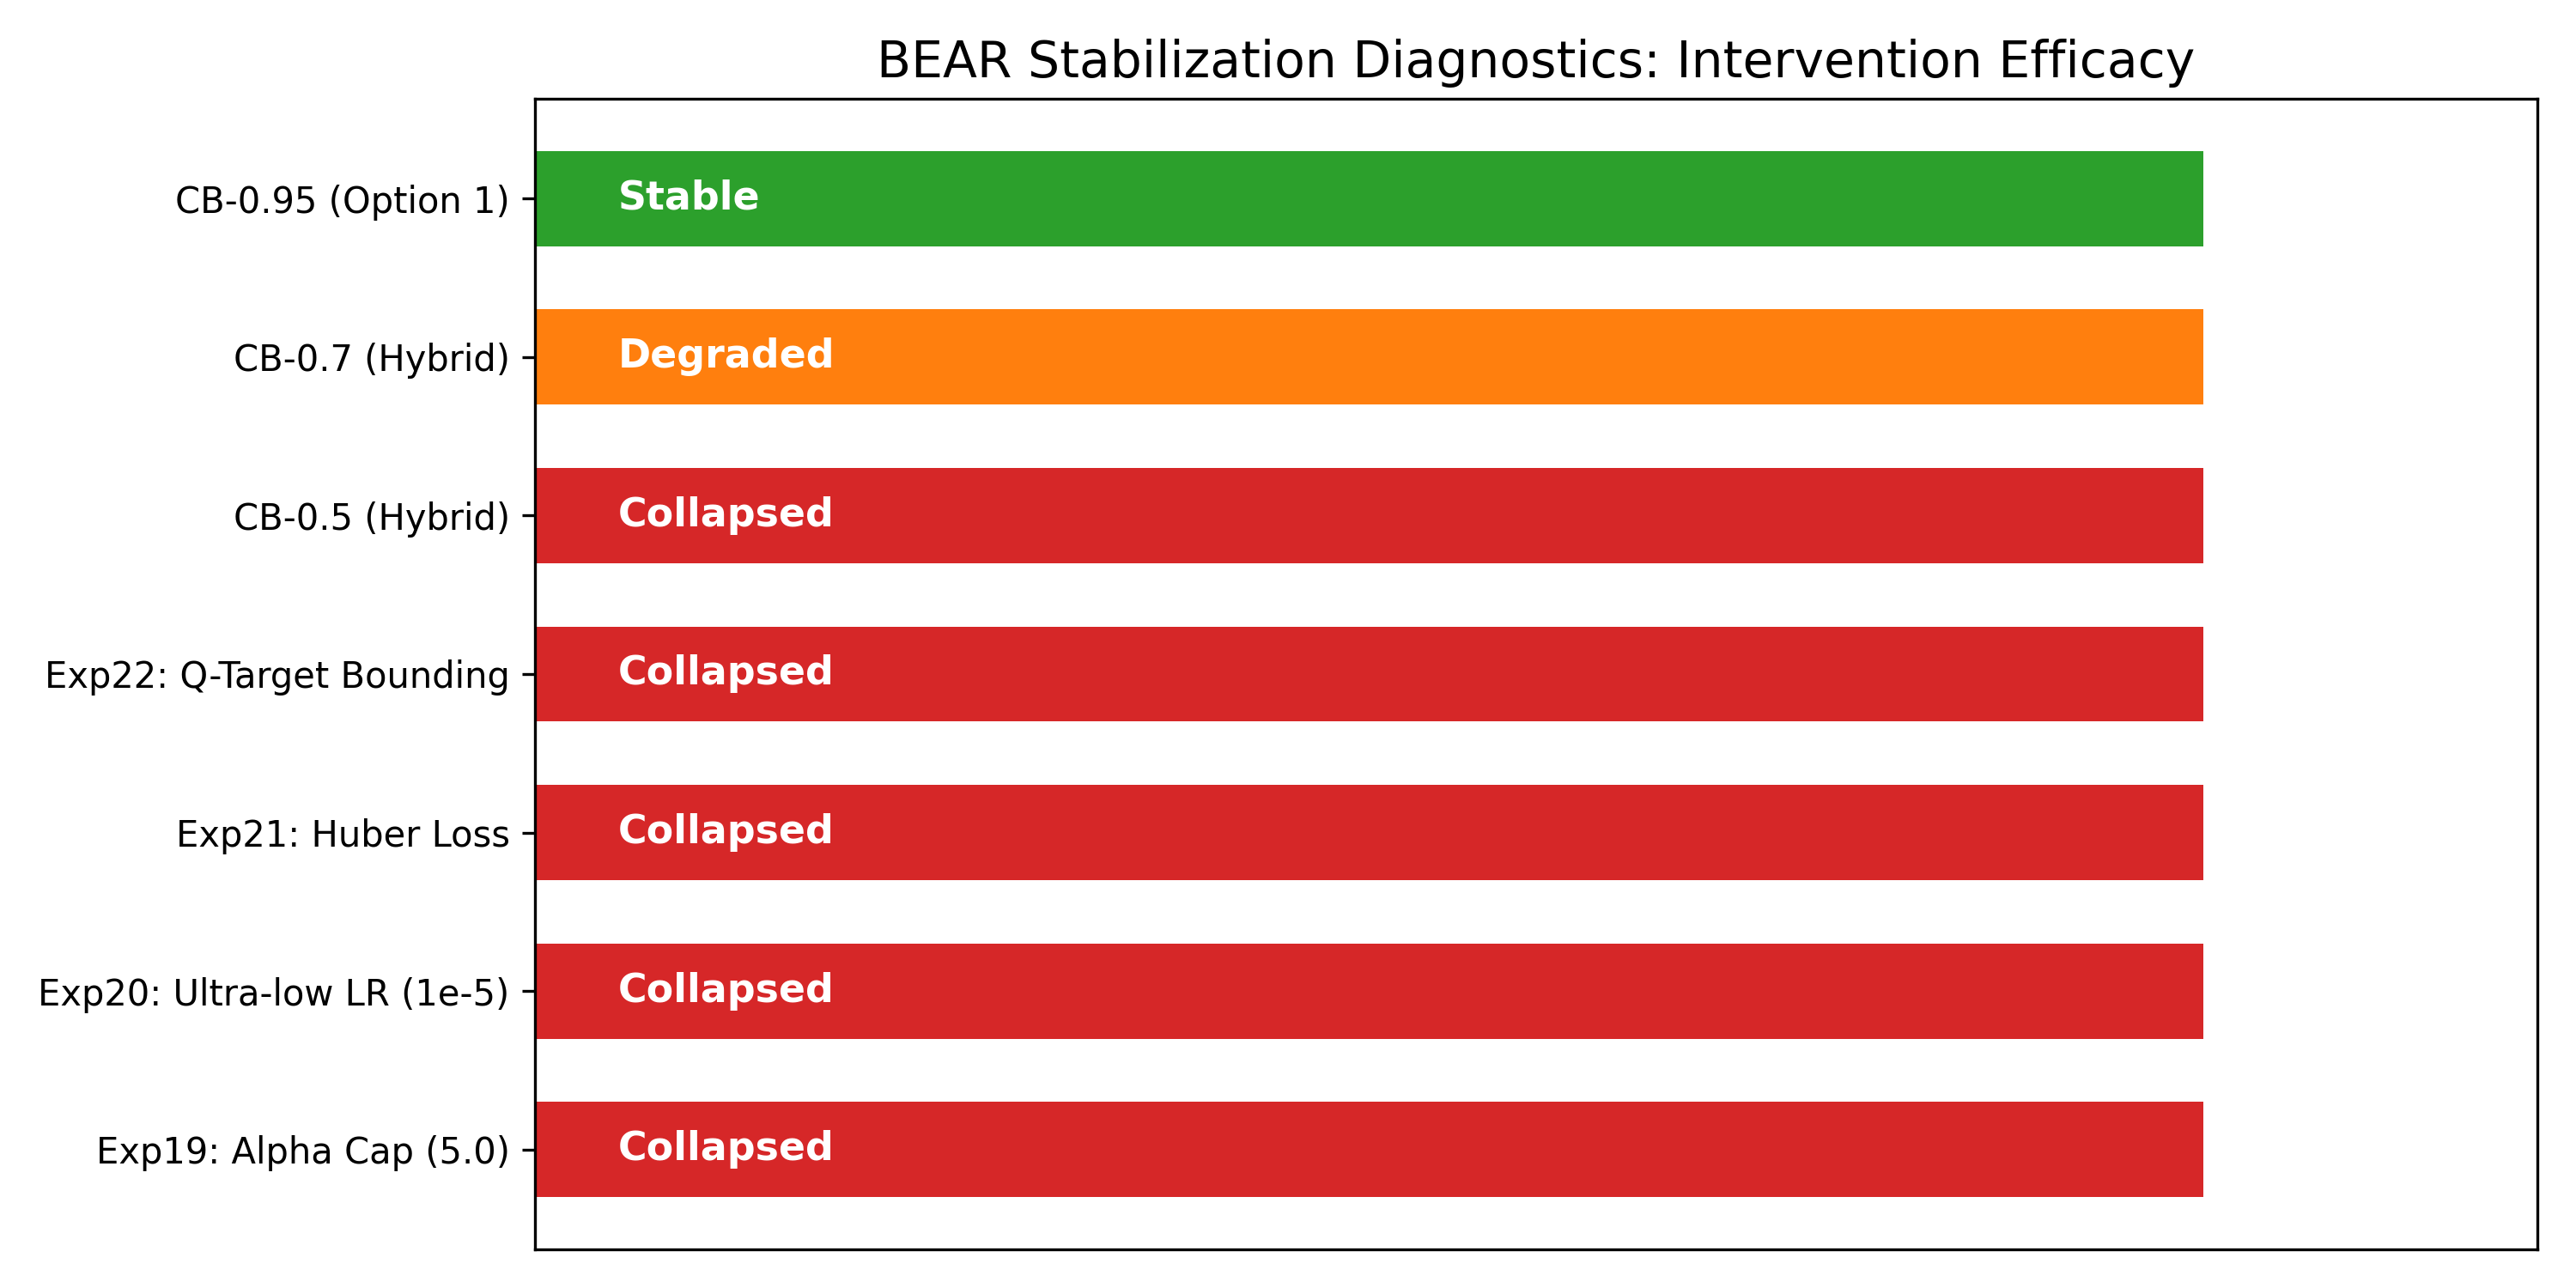 BEAR Stabilization Diagnostics: Intervention Efficacy
CB-0.95 (Option 1) Stable
CB-0.7 (Hybrid) Degraded
CB-0.5 (Hybrid) Collapsed
Exp22: Q-Target Bounding Collapsed
Exp21: Huber Loss Collapsed
Exp20: Ultra-low LR (1e-5) Collapsed
Exp19: Alpha Cap (5.0) Collapsed